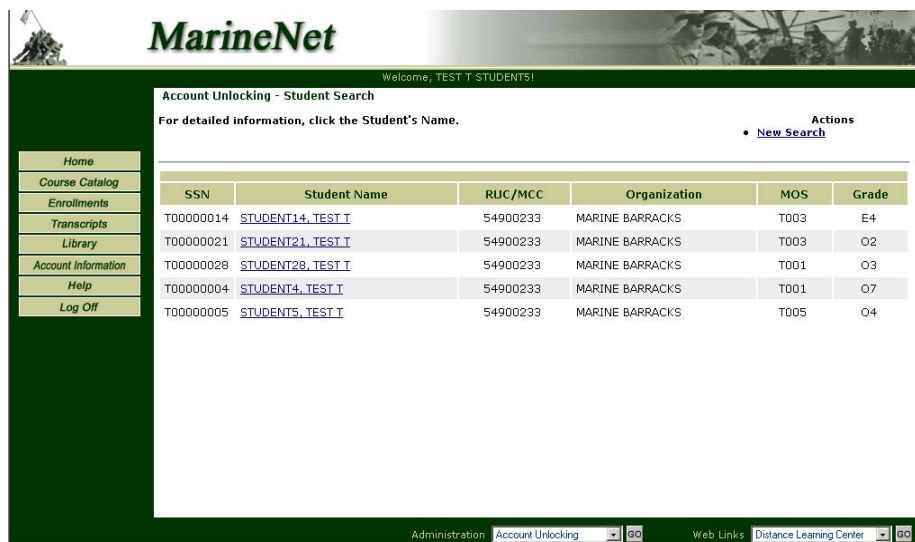 MarineNet
Welcome, TEST T STUDENT5!
Account Unlocking - Student Search
For detailed information, click the Student's Name.
Actions
New Search
Home
Course Catalog
Enrollments
Transcripts
Library
Account Information
Help
Log Off
SSN Student Name RUC/MCC Organization MOS Grade
T00000014 STUDENT14, TEST T 54900233 MARINE BARRACKS T003 E4
T00000021 STUDENT21, TEST T 54900233 MARINE BARRACKS T003 O2
T00000028 STUDENT28, TEST T 54900233 MARINE BARRACKS T001 O3
T00000004 STUDENT4, TEST T 54900233 MARINE BARRACKS T001 O7
T00000005 STUDENT5, TEST T 54900233 MARINE BARRACKS T005 O4
Administration Account Unlocking GO Web Links Distance Learning Center GO